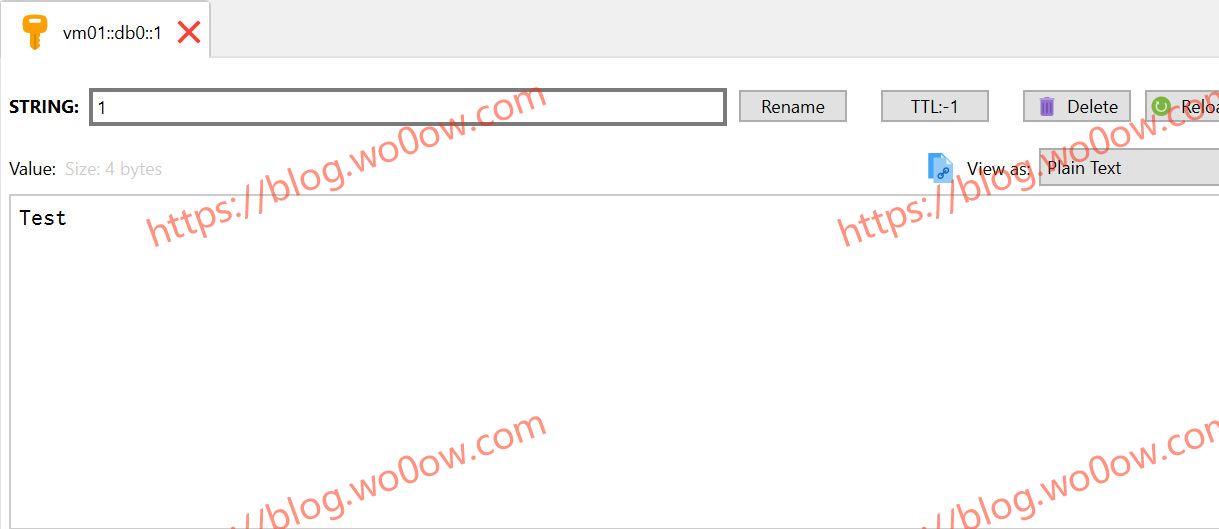 vm01::db0::1
STRING: 1 Rename TTL:-1 Delete
Value: Size: 4 bytes View as: Plain Text
Test
https://blog.wo0ow.com
https://blog.wo0ow.com
://blog.wo0ow.com
://blog.wo0ow.com